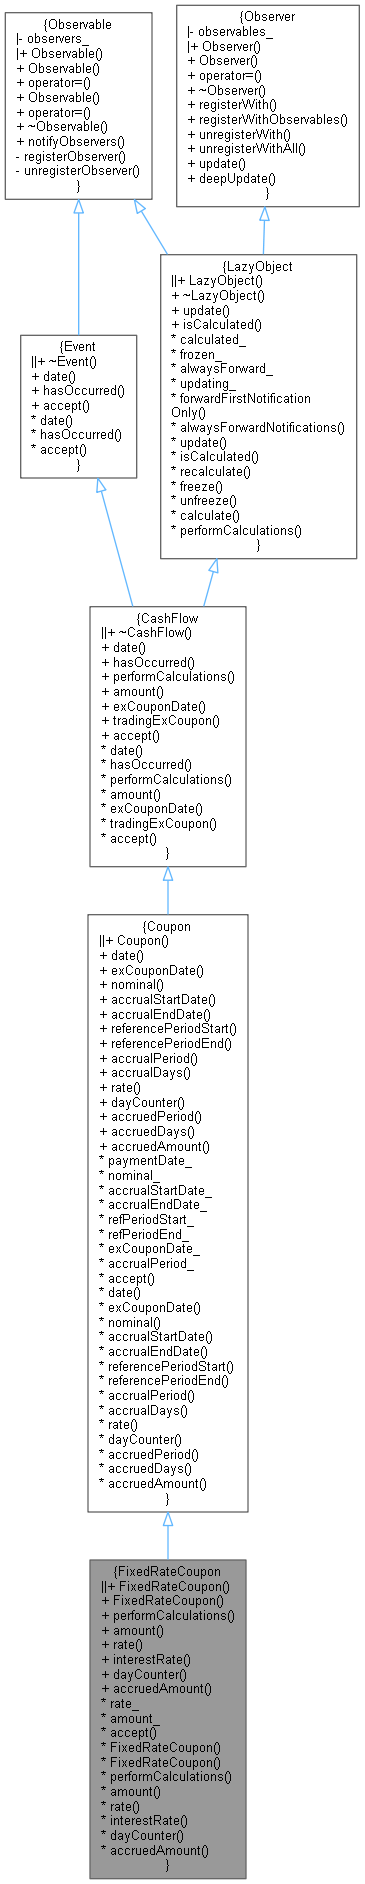 {Observable
|- observers_
|+ Observable()
+ Observable()
+ operator=()
+ Observable()
+ operator=()
+ ~Observable()
+ notifyObservers()
- registerObserver()
- unregisterObserver()
}
{Observer
|- observables_
|+ Observer()
+ Observer()
+ operator=()
+ ~Observer()
+ registerWith()
+ registerWithObservables()
+ unregisterWith()
+ unregisterWithAll()
+ update()
+ deepUpdate()
}
{LazyObject
||+ LazyObject()
+ ~LazyObject()
+ update()
+ isCalculated()
* calculated_
* frozen_
* alwaysForward_
* updating_
* forwardFirstNotification
Only()
* alwaysForwardNotifications()
* update()
* isCalculated()
* recalculate()
* freeze()
* unfreeze()
* calculate()
* performCalculations()
}
{Event
||+ ~Event()
+ date()
+ hasOccurred()
+ accept()
* date()
* hasOccurred()
* accept()
}
{CashFlow
||+ ~CashFlow()
+ date()
+ hasOccurred()
+ performCalculations()
+ amount()
+ exCouponDate()
+ tradingExCoupon()
+ accept()
* date()
* hasOccurred()
* performCalculations()
* amount()
* exCouponDate()
* tradingExCoupon()
* accept()
}
{Coupon
||+ Coupon()
+ date()
+ exCouponDate()
+ nominal()
+ accrualStartDate()
+ accrualEndDate()
+ referencePeriodStart()
+ referencePeriodEnd()
+ accrualPeriod()
+ accrualDays()
+ rate()
+ dayCounter()
+ accruedPeriod()
+ accruedDays()
+ accruedAmount()
* paymentDate_
* nominal_
* accrualStartDate_
* accrualEndDate_
* refPeriodStart_
* refPeriodEnd_
* exCouponDate_
* accrualPeriod_
* accept()
* date()
* exCouponDate()
* nominal()
* accrualStartDate()
* accrualEndDate()
* referencePeriodStart()
* referencePeriodEnd()
* accrualPeriod()
* accrualDays()
* rate()
* dayCounter()
* accruedPeriod()
* accruedDays()
* accruedAmount()
}
{FixedRateCoupon
||+ FixedRateCoupon()
+ FixedRateCoupon()
+ performCalculations()
+ amount()
+ rate()
+ interestRate()
+ dayCounter()
+ accruedAmount()
* rate_
* amount_
* accept()
* FixedRateCoupon()
* FixedRateCoupon()
* performCalculations()
* amount()
* rate()
* interestRate()
* dayCounter()
* accruedAmount()
}